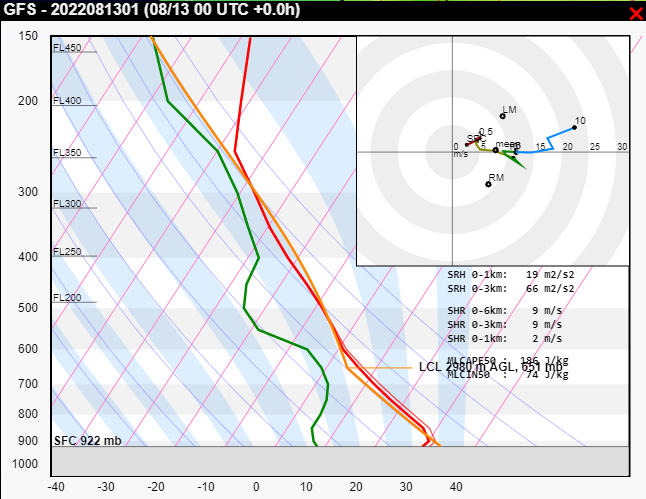 GFS - 2022081301 (08/13 00 UTC +0.0h)
150
FL450
200
FL400
FL350
300
FL300
400
FL250
FL200
500
600
700
800
SFC 922 mb
900
1000
-40 -30 -20 -10 0 10 20 30 40
LM
10
0.5
mean
0 5 15 20 25 30
m/s
RM
SRH 0-1km: 19 m2/s2
SRH 0-3km: 66 m2/s2
SHR 0-6km: 9 m/s
SHR 0-3km: 9 m/s
SHR 0-1km: 2 m/s
MLCAPE50 : 186 J/kg
LCL 2980 m AGL, 651 mb
MLCIN50 : 74 J/kg